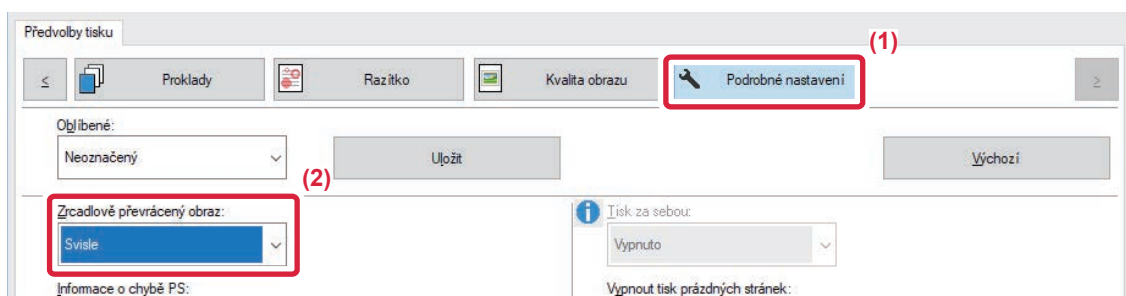 Předvolby tisku
(1)
≤ Proklady Razítko Kvalita obrazu Podrobné nastavení ≥
Oblíbené:
Neoznačený Uložit Výchozí
(2)
Zrcadlově převrácený obraz: Tisk za sebou:
Svisle Vypnuto
Informace o chybě PS: Vypnout tisk prázdných stránek: